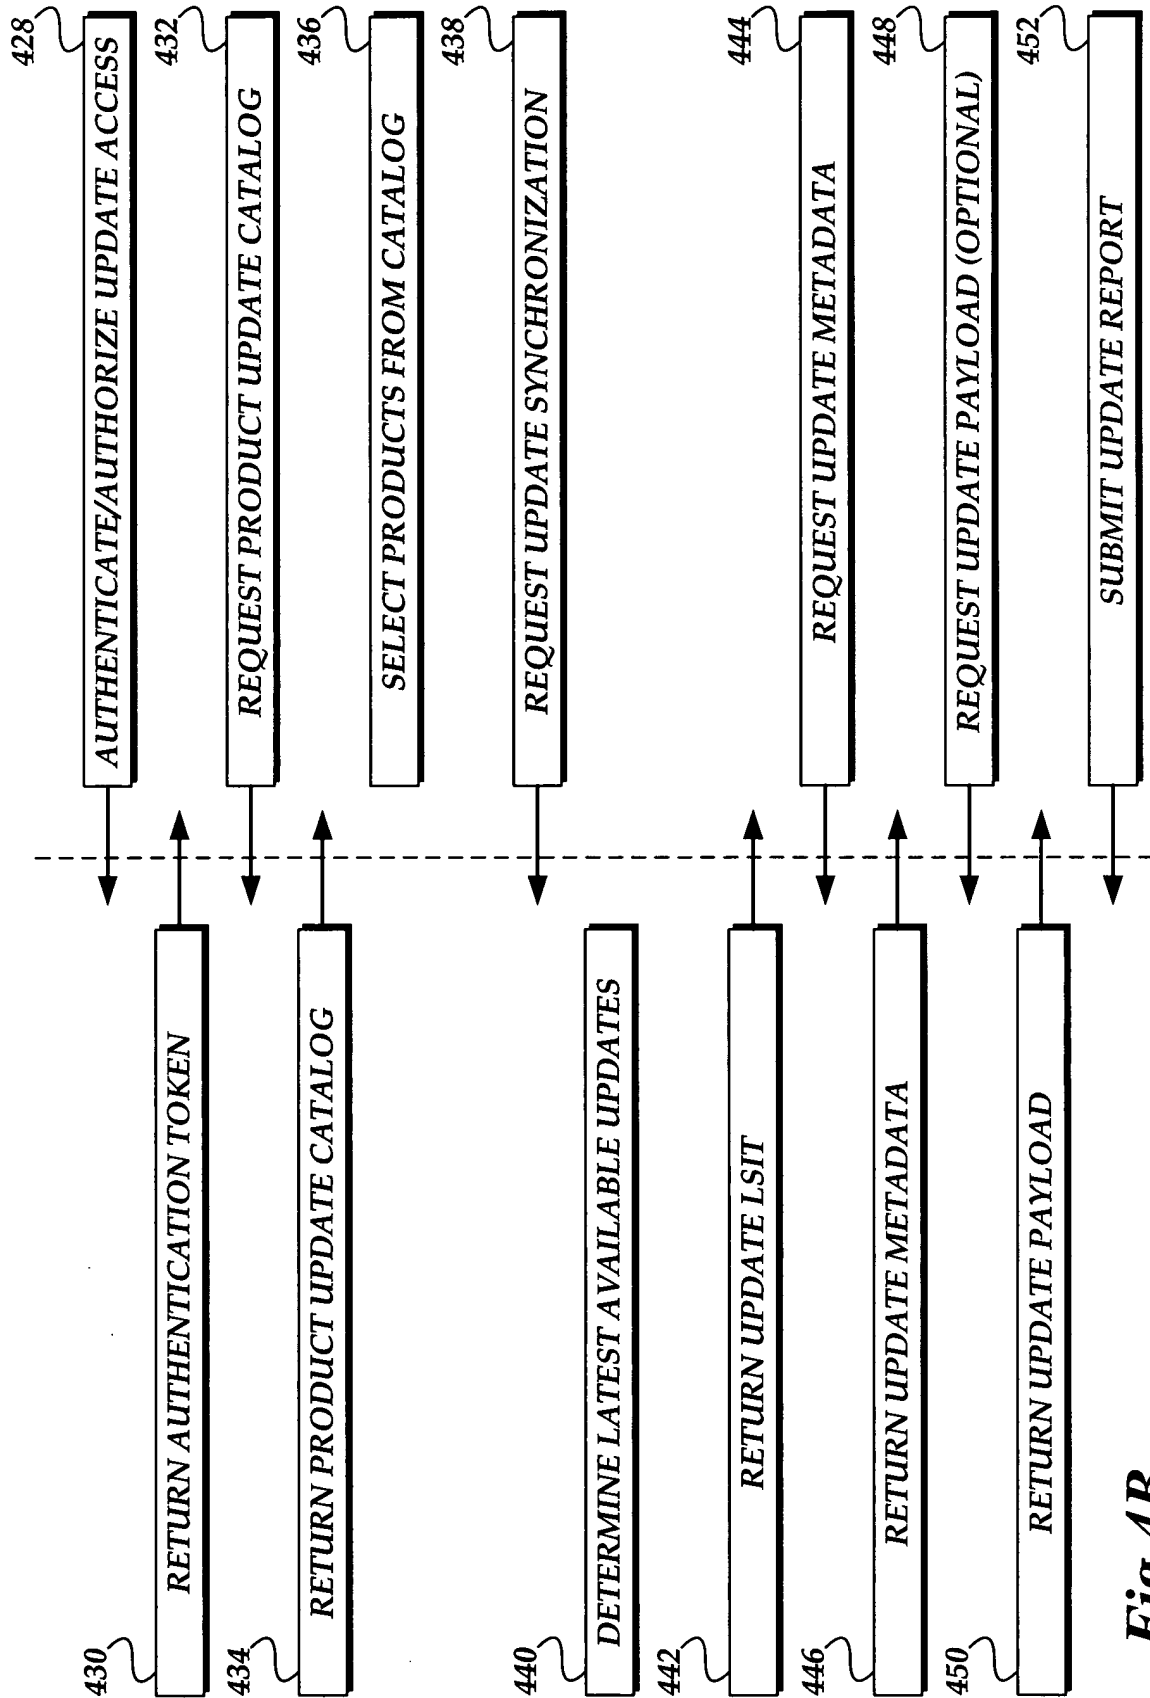 428
AUTHENTICATE/AUTHORIZE UPDATE ACCESS
430
RETURN AUTHENTICATION TOKEN
432
REQUEST PRODUCT UPDATE CATALOG
434
RETURN PRODUCT UPDATE CATALOG
436
SELECT PRODUCTS FROM CATALOG
438
REQUEST UPDATE SYNCHRONIZATION
440
DETERMINE LATEST AVAILABLE UPDATES
442
RETURN UPDATE LSIT
444
REQUEST UPDATE METADATA
446
RETURN UPDATE METADATA
448
REQUEST UPDATE PAYLOAD (OPTIONAL)
450
RETURN UPDATE PAYLOAD
452
SUBMIT UPDATE REPORT
Fig.4B.